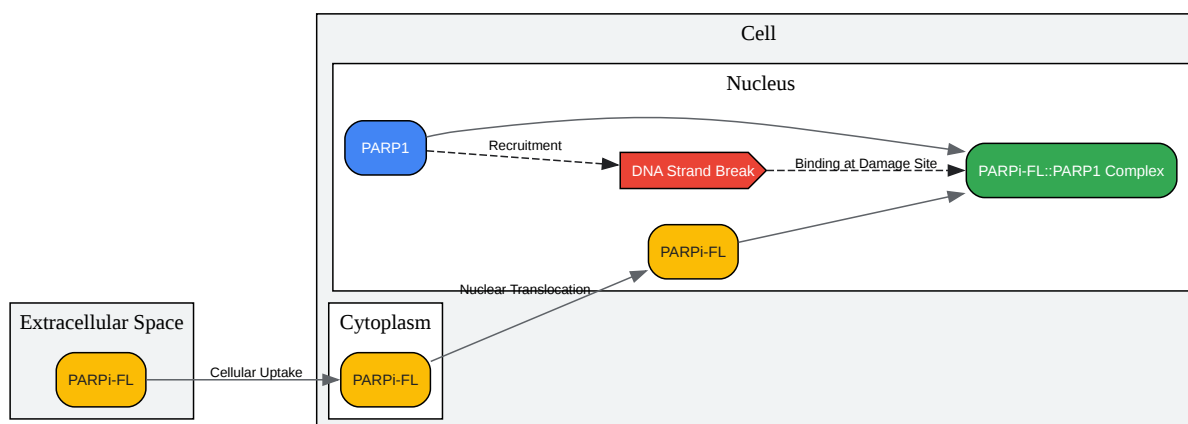 Cell
Nucleus
PARP1
Recruitment
DNA Strand Break
Binding at Damage Site
PARPi-FL::PARP1 Complex
PARPi-FL
Nuclear Translocation
Extracellular Space
Cytoplasm
PARPi-FL
Cellular Uptake
PARPi-FL